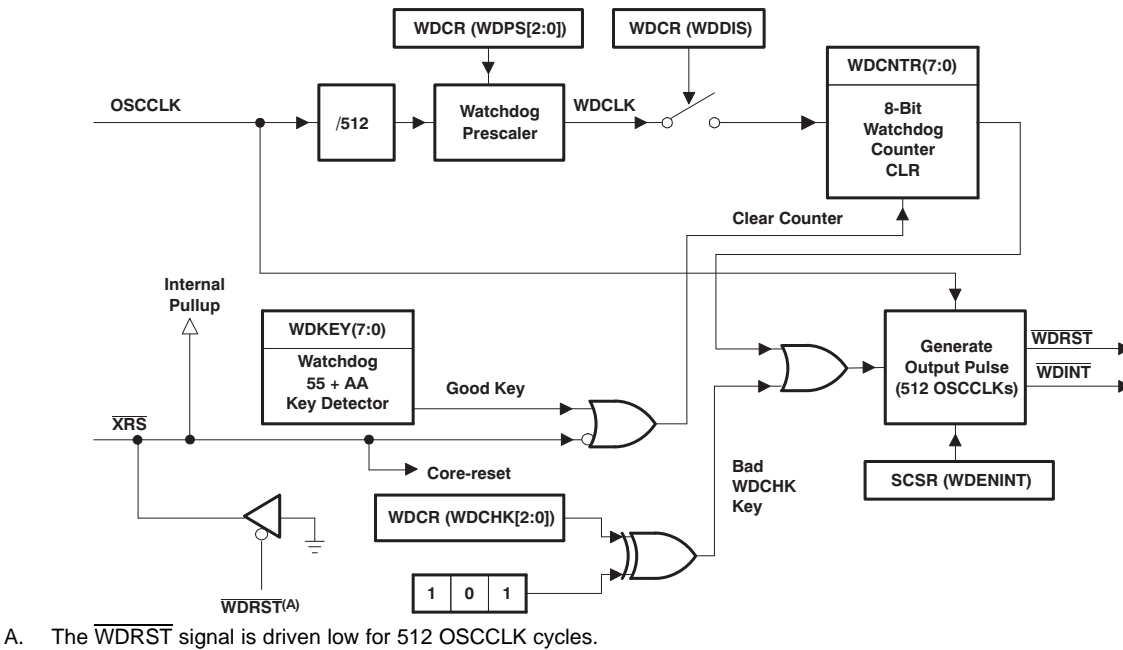 WDCR (WDPS[2:0])
WDCR (WDDIS)
WDCNTR(7:0)
OSCCLK
/512
Watchdog
Prescaler
WDCLK
8-Bit
Watchdog
Counter
CLR
Clear Counter
Internal
Pullup
WDKEY(7:0)
Watchdog
55 + AA
Key Detector
Good Key
Generate
Output Pulse
(512 OSCCLKs)
WDRST
WDINT
XRS
Core-reset
Bad
WDCHK
Key
SCSR (WDENINT)
WDCR (WDCHK[2:0])
1 0 1
WDRST(A)
A. The WDRST signal is driven low for 512 OSCCLK cycles.